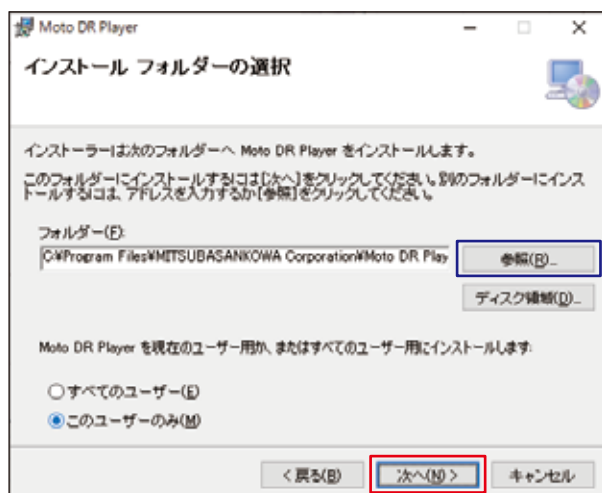 Moto DR Player
インストール フォルダーの選択
インストーラーは次のフォルダーへ Moto DR Player をインストールします。
このフォルダーにインストールするには[次へ]をクリックしてください。別のフォルダーにインス
トールするには、アドレスを入力するか[参照]をクリックしてください。
フォルダー(F):
C:¥Program Files¥MITSUBASANKOWA Corporation¥Moto DR Play
参照(R)...
ディスク領域(D)...
Moto DR Player を現在のユーザー用か、またはすべてのユーザー用にインストールします:
すべてのユーザー(E)
このユーザーのみ(M)
< 戻る(B)
次へ(N) >
キャンセル